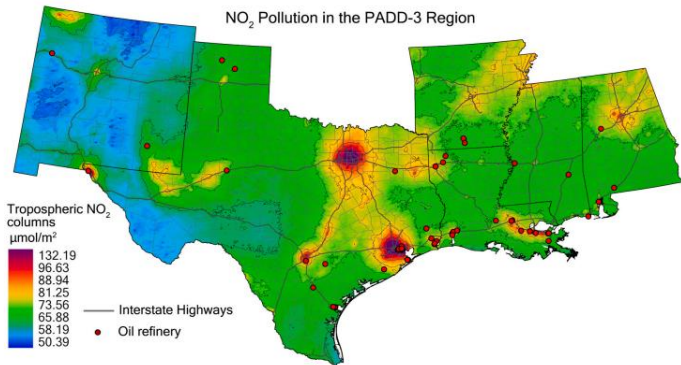 NO₂ Pollution in the PADD-3 Region
Tropospheric NO₂
columns
μmol/m²
132.19
96.63
88.94
81.25
73.56
65.88
58.19
50.39
Interstate Highways
Oil refinery